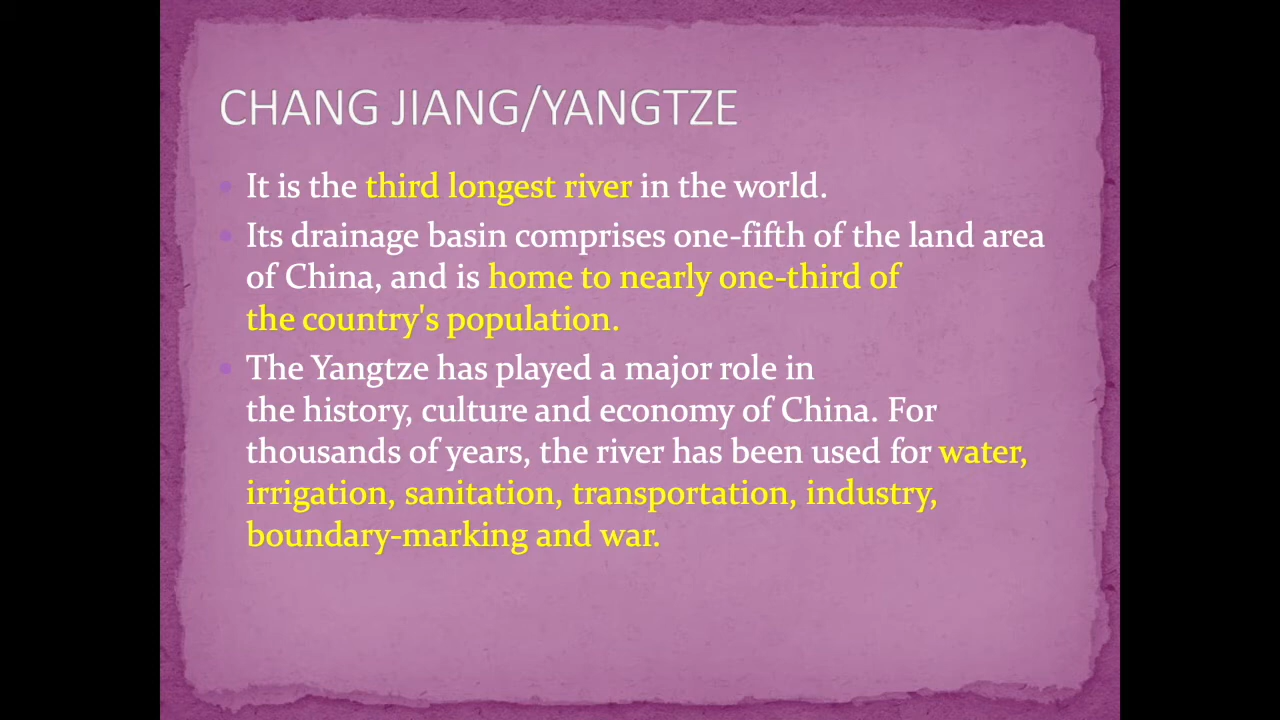 CHANG JIANG/YANGTZE
• It is the third longest river in the world.
• Its drainage basin comprises one-fifth of the land area
of China, and is home to nearly one-third of
the country's population.
• The Yangtze has played a major role in
the history, culture and economy of China. For
thousands of years, the river has been used for water,
irrigation, sanitation, transportation, industry,
boundary-marking and war.